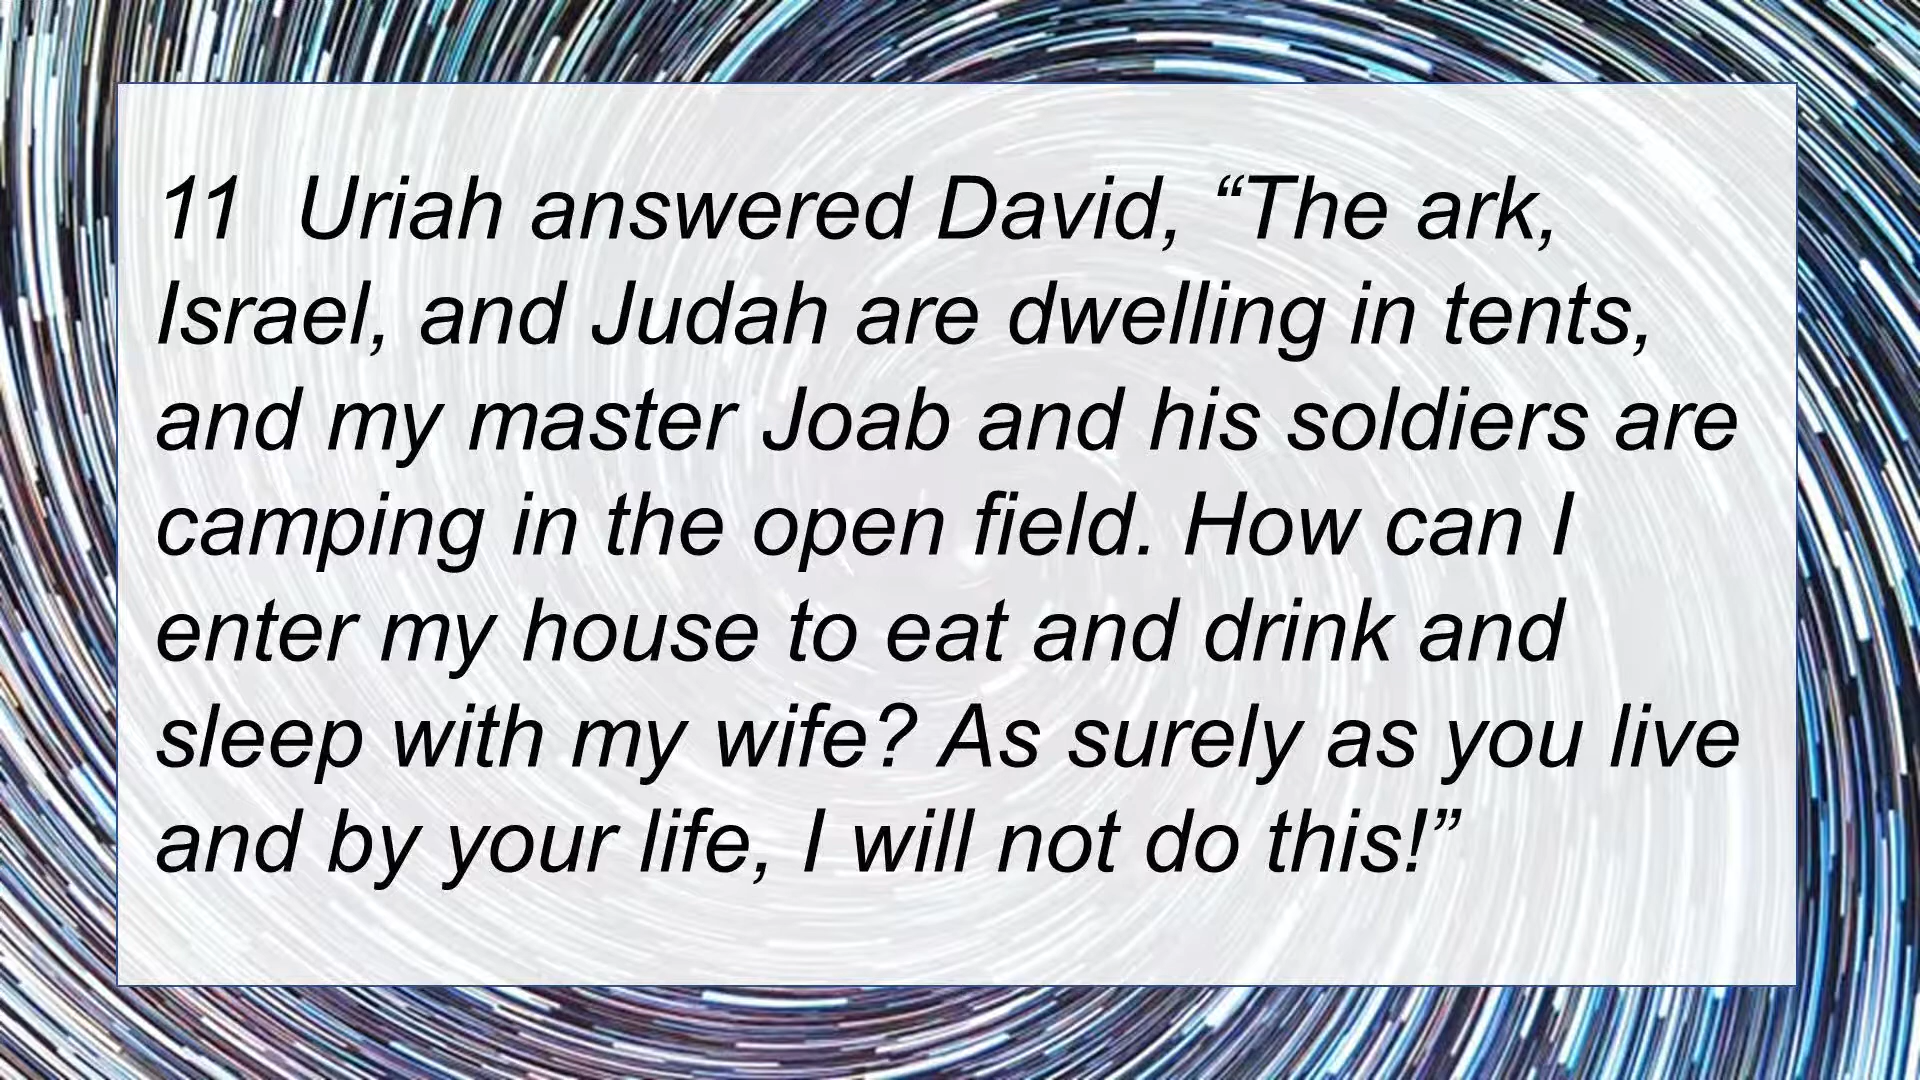 11  Uriah answered David, “The ark,
Israel, and Judah are dwelling in tents,
and my master Joab and his soldiers are
camping in the open field. How can I
enter my house to eat and drink and
sleep with my wife? As surely as you live
and by your life, I will not do this!”